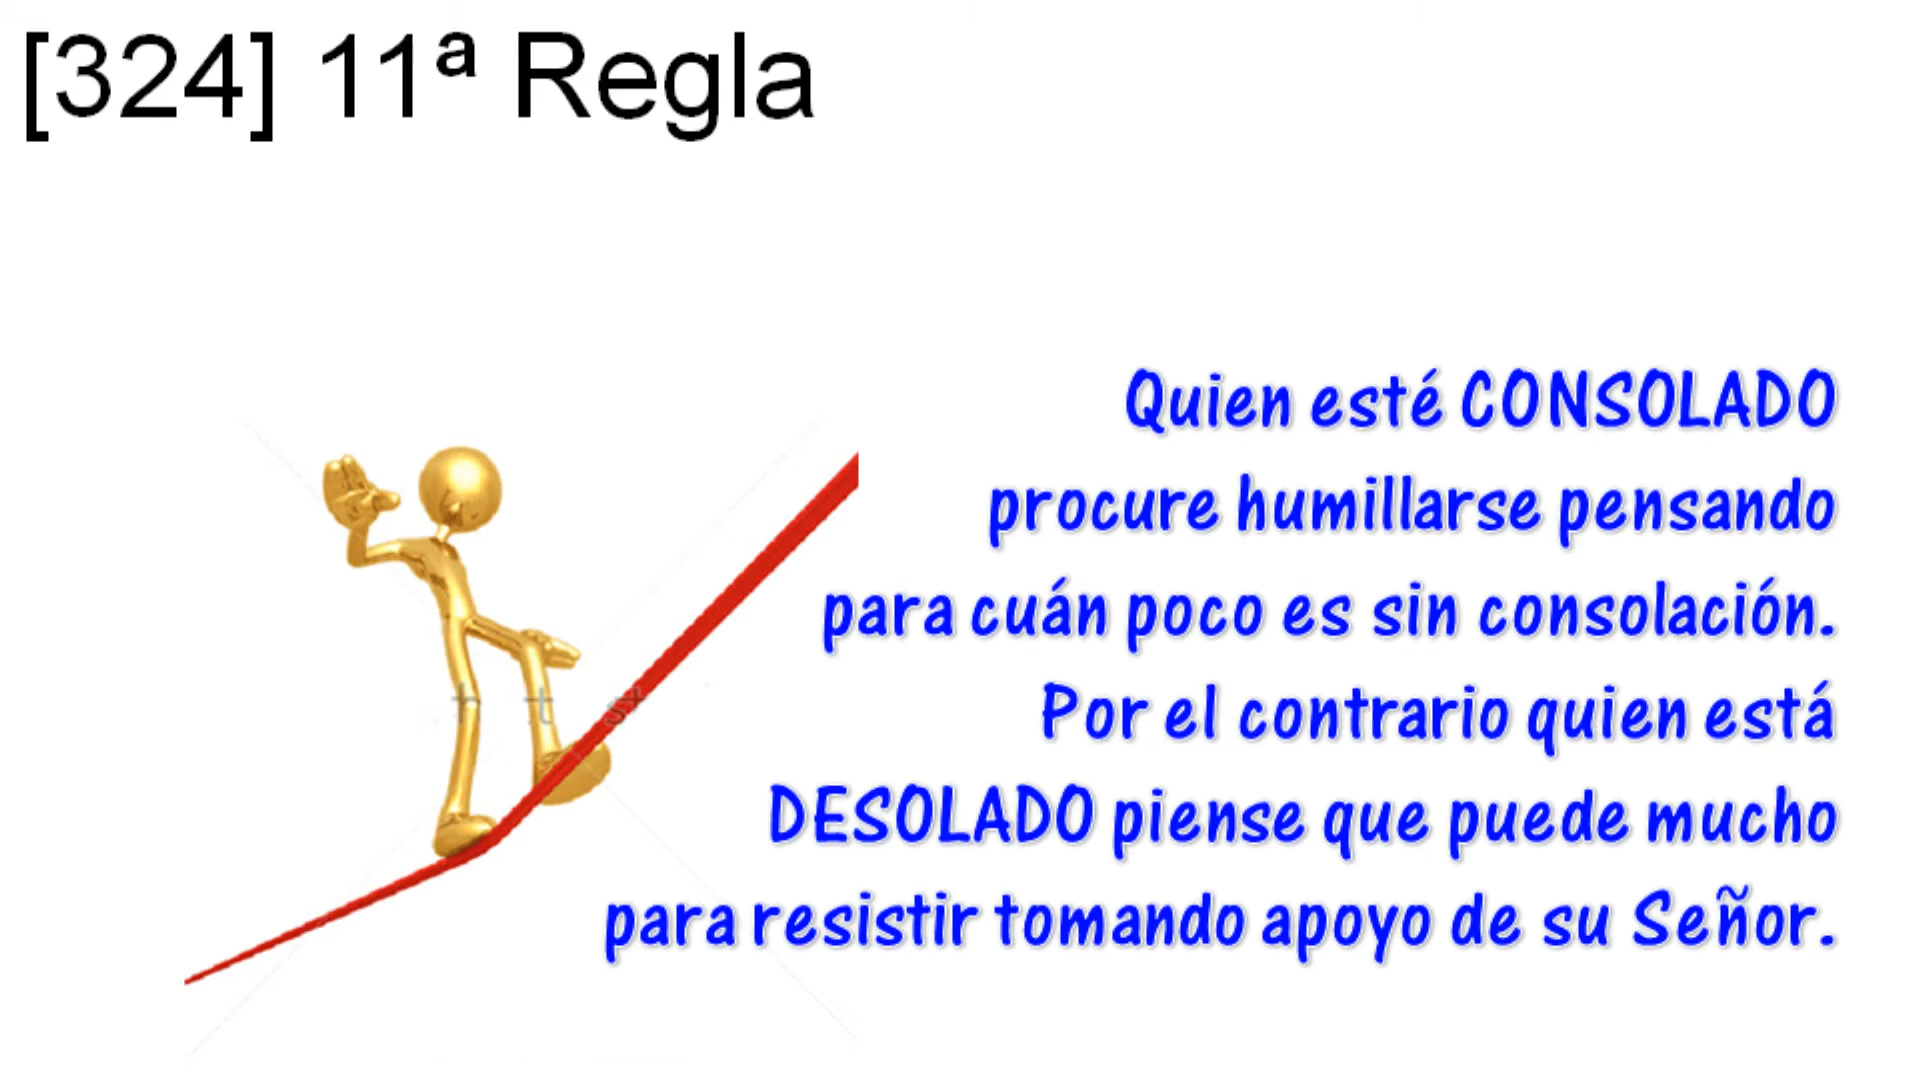 [324] 11ª Regla
Quien esté CONSOLADO
procure humillarse pensando
para cuán poco es sin consolación.
Por el contrario quien está
DESOLADO piense que puede mucho
para resistir tomando apoyo de su Señor.